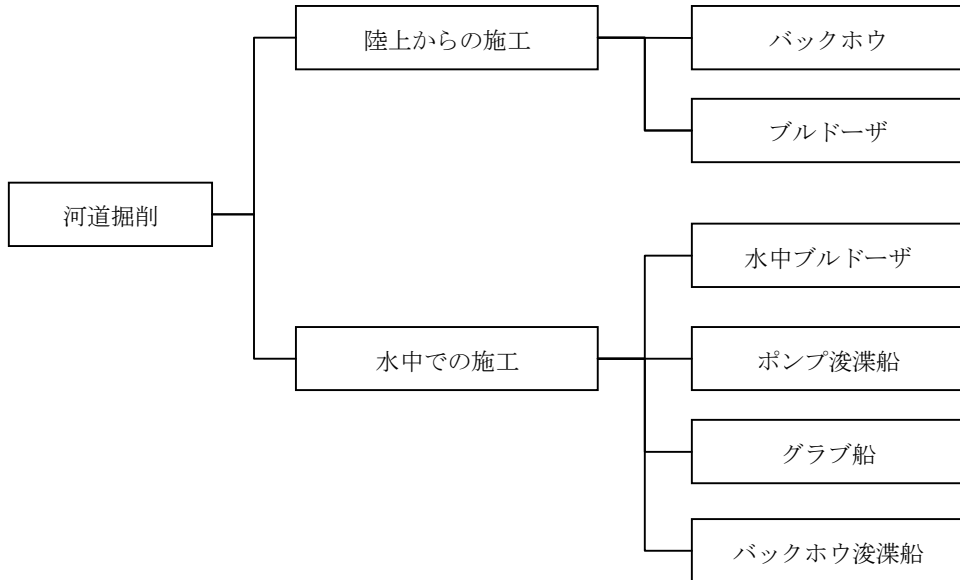 河道掘削
陸上からの施工
バックホウ
ブルドーザ
水中での施工
水中ブルドーザ
ポンプ浚渫船
グラブ船
バックホウ浚渫船